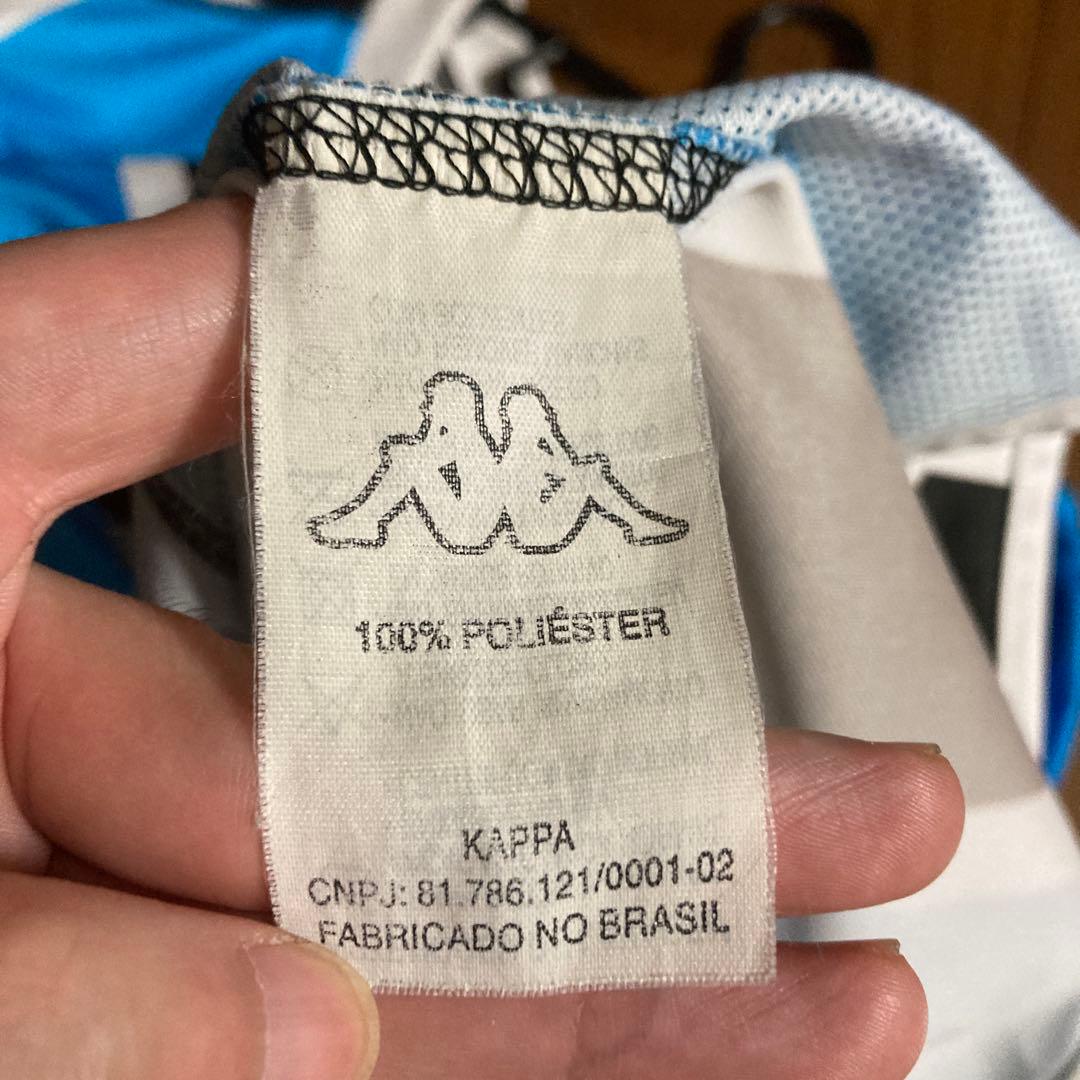 100% POLIÉSTER
KAPPA
CNPJ: 81.786.121/0001-02
FABRICADO NO BRASIL